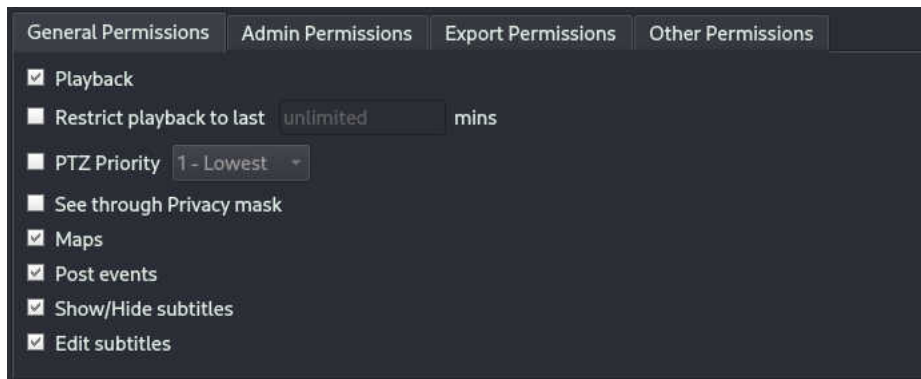 General Permissions Admin Permissions Export Permissions Other Permissions
Playback
Restrict playback to last unlimited mins
PTZ Priority 1 - Lowest
See through Privacy mask
Maps
Post events
Show/Hide subtitles
Edit subtitles